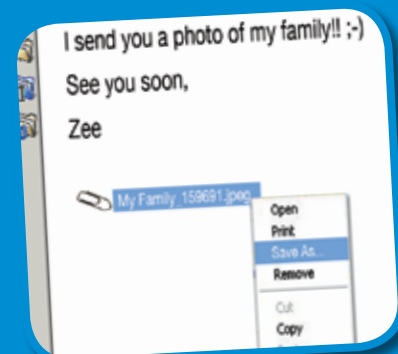 I send you a photo of my family!! ;-)
See you soon,
Zee
My Family_159691.jpeg
Open
Print
Save As...
Remove
Cut
Copy